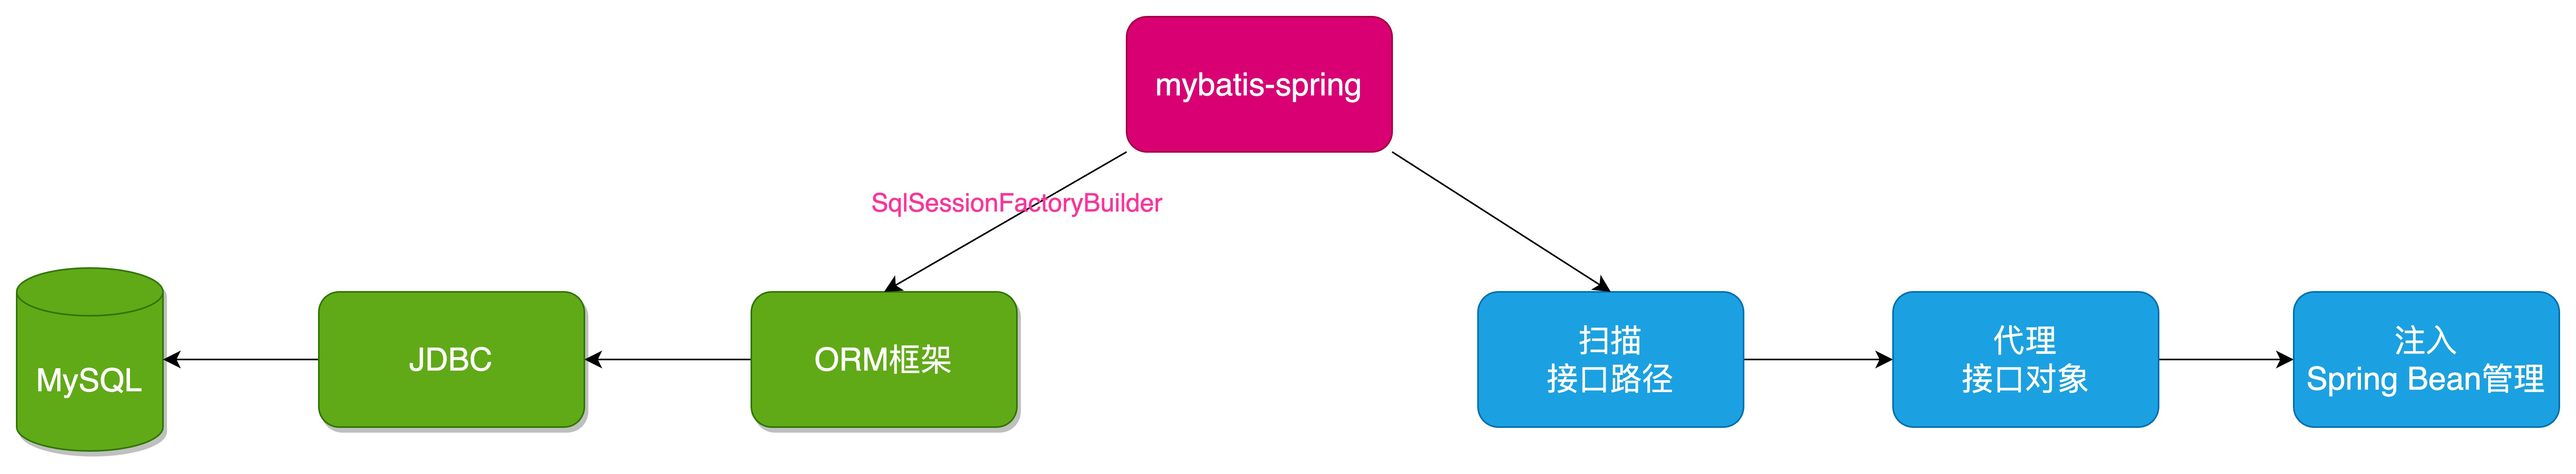 mybatis-spring
SqlSessionFactoryBuilder
MySQL
JDBC
ORM框架
扫描
接口路径
代理
接口对象
注入
Spring Bean管理